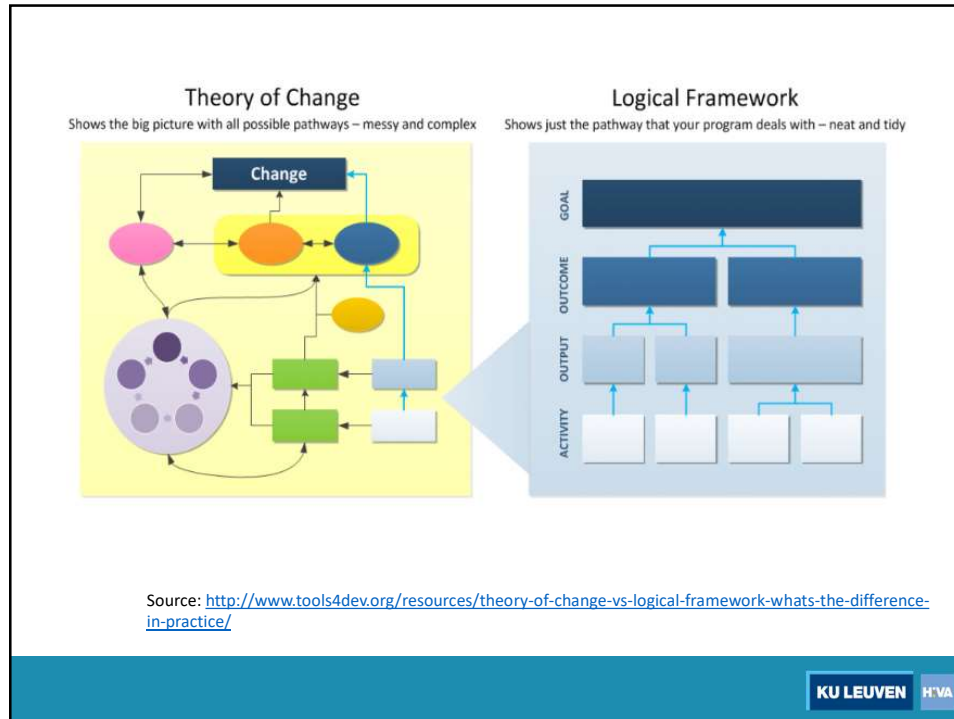 Theory of Change
Shows the big picture with all possible pathways – messy and complex
Change
Logical Framework
Shows just the pathway that your program deals with – neat and tidy
GOAL
OUTCOME
OUTPUT
ACTIVITY
Source: http://www.tools4dev.org/resources/theory-of-change-vs-logical-framework-whats-the-difference-
in-practice/
KU LEUVEN
HIVA